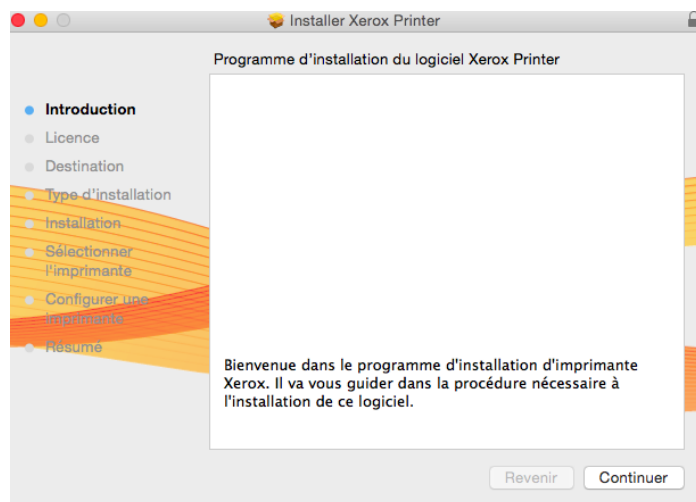 Installer Xerox Printer
Programme d'installation du logiciel Xerox Printer
Introduction
Licence
Destination
Type d'installation
Installation
Sélectionner
l'imprimante
Configurer une
imprimante
Résumé
Bienvenue dans le programme d'installation d'imprimante
Xerox. Il va vous guider dans la procédure nécessaire à
l'installation de ce logiciel.
Revenir
Continuer